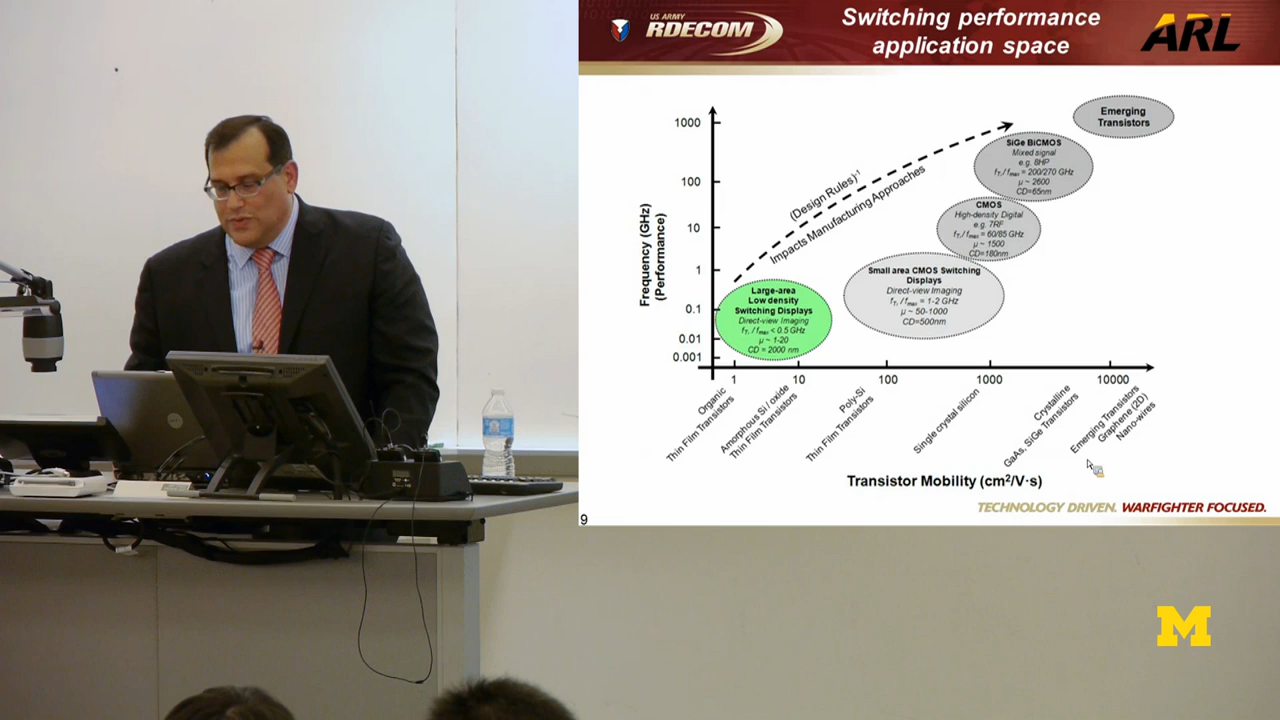 US ARMY
RDECOM
Switching performance
application space
ARL
Frequency (GHz)
(Performance)
1000
100
10
1
0.1
0.01
0.001
(Design Rules)-1
Impacts Manufacturing Approaches
Emerging
Transistors
SiGe BiCMOS
Mixed signal
e.g. 8HP
fT, / fmax = 200/270 GHz
μ ~ 2600
CD=65nm
CMOS
High-density Digital
e.g. 7RF
fT, / fmax = 60/85 GHz
μ ~ 1500
CD=180nm
Small area CMOS Switching
Displays
Direct-view Imaging
fT, / fmax = 1-2 GHz
μ ~ 50-1000
CD=500nm
Large-area
Low density
Switching Displays
Direct-view Imaging
fT, / fmax < 0.5 GHz
μ ~ 1-20
CD = 2000 nm
1
10
100
1000
10000
Organic
Thin Film Transistors
Amorphous Si / oxide
Thin Film Transistors
Poly-Si
Thin Film Transistors
Single crystal silicon
Crystalline
GaAs, SiGe Transistors
Emerging Transistors
Graphene (2D)
Nano-wires
Transistor Mobility (cm2/V·s)
TECHNOLOGY DRIVEN. WARFIGHTER FOCUSED.
9
M